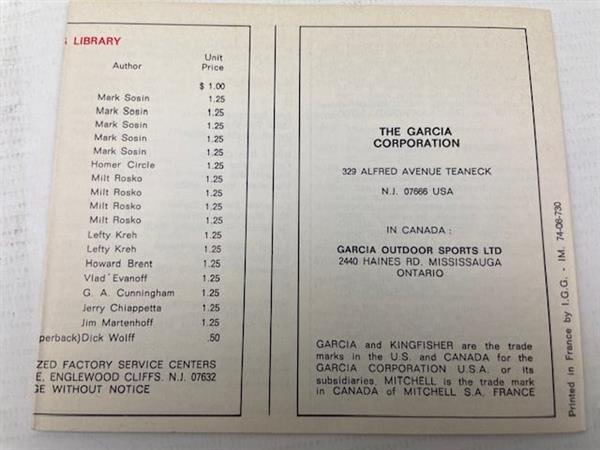 S LIBRARY
Author Unit Price
$ 1.00
Mark Sosin 1.25
Mark Sosin 1.25
Mark Sosin 1.25
Mark Sosin 1.25
Mark Sosin 1.25
Homer Circle 1.25
Milt Rosko 1.25
Milt Rosko 1.25
Milt Rosko 1.25
Milt Rosko 1.25
Lefty Kreh 1.25
Lefty Kreh 1.25
Howard Brent 1.25
Vlad Evanoff 1.25
G. A. Cunningham 1.25
Jerry Chiappetta 1.25
Jim Martenhoff 1.25
perback)Dick Wolff .50
ZED FACTORY SERVICE CENTERS
E, ENGLEWOOD CLIFFS. N.J. 07632
GE WITHOUT NOTICE
THE GARCIA
CORPORATION
329 ALFRED AVENUE TEANECK
N.J. 07666 USA
IN CANADA :
GARCIA OUTDOOR SPORTS LTD
2440 HAINES RD. MISSISSAUGA
ONTARIO
GARCIA and KINGFISHER are the trade
marks in the U.S. and CANADA for the
GARCIA CORPORATION U.S.A. or its
subsidiaries. MITCHELL is the trade mark
in CANADA of MITCHELL S.A. FRANCE
Printed in France by I.G.G. - IM. 74-06-730